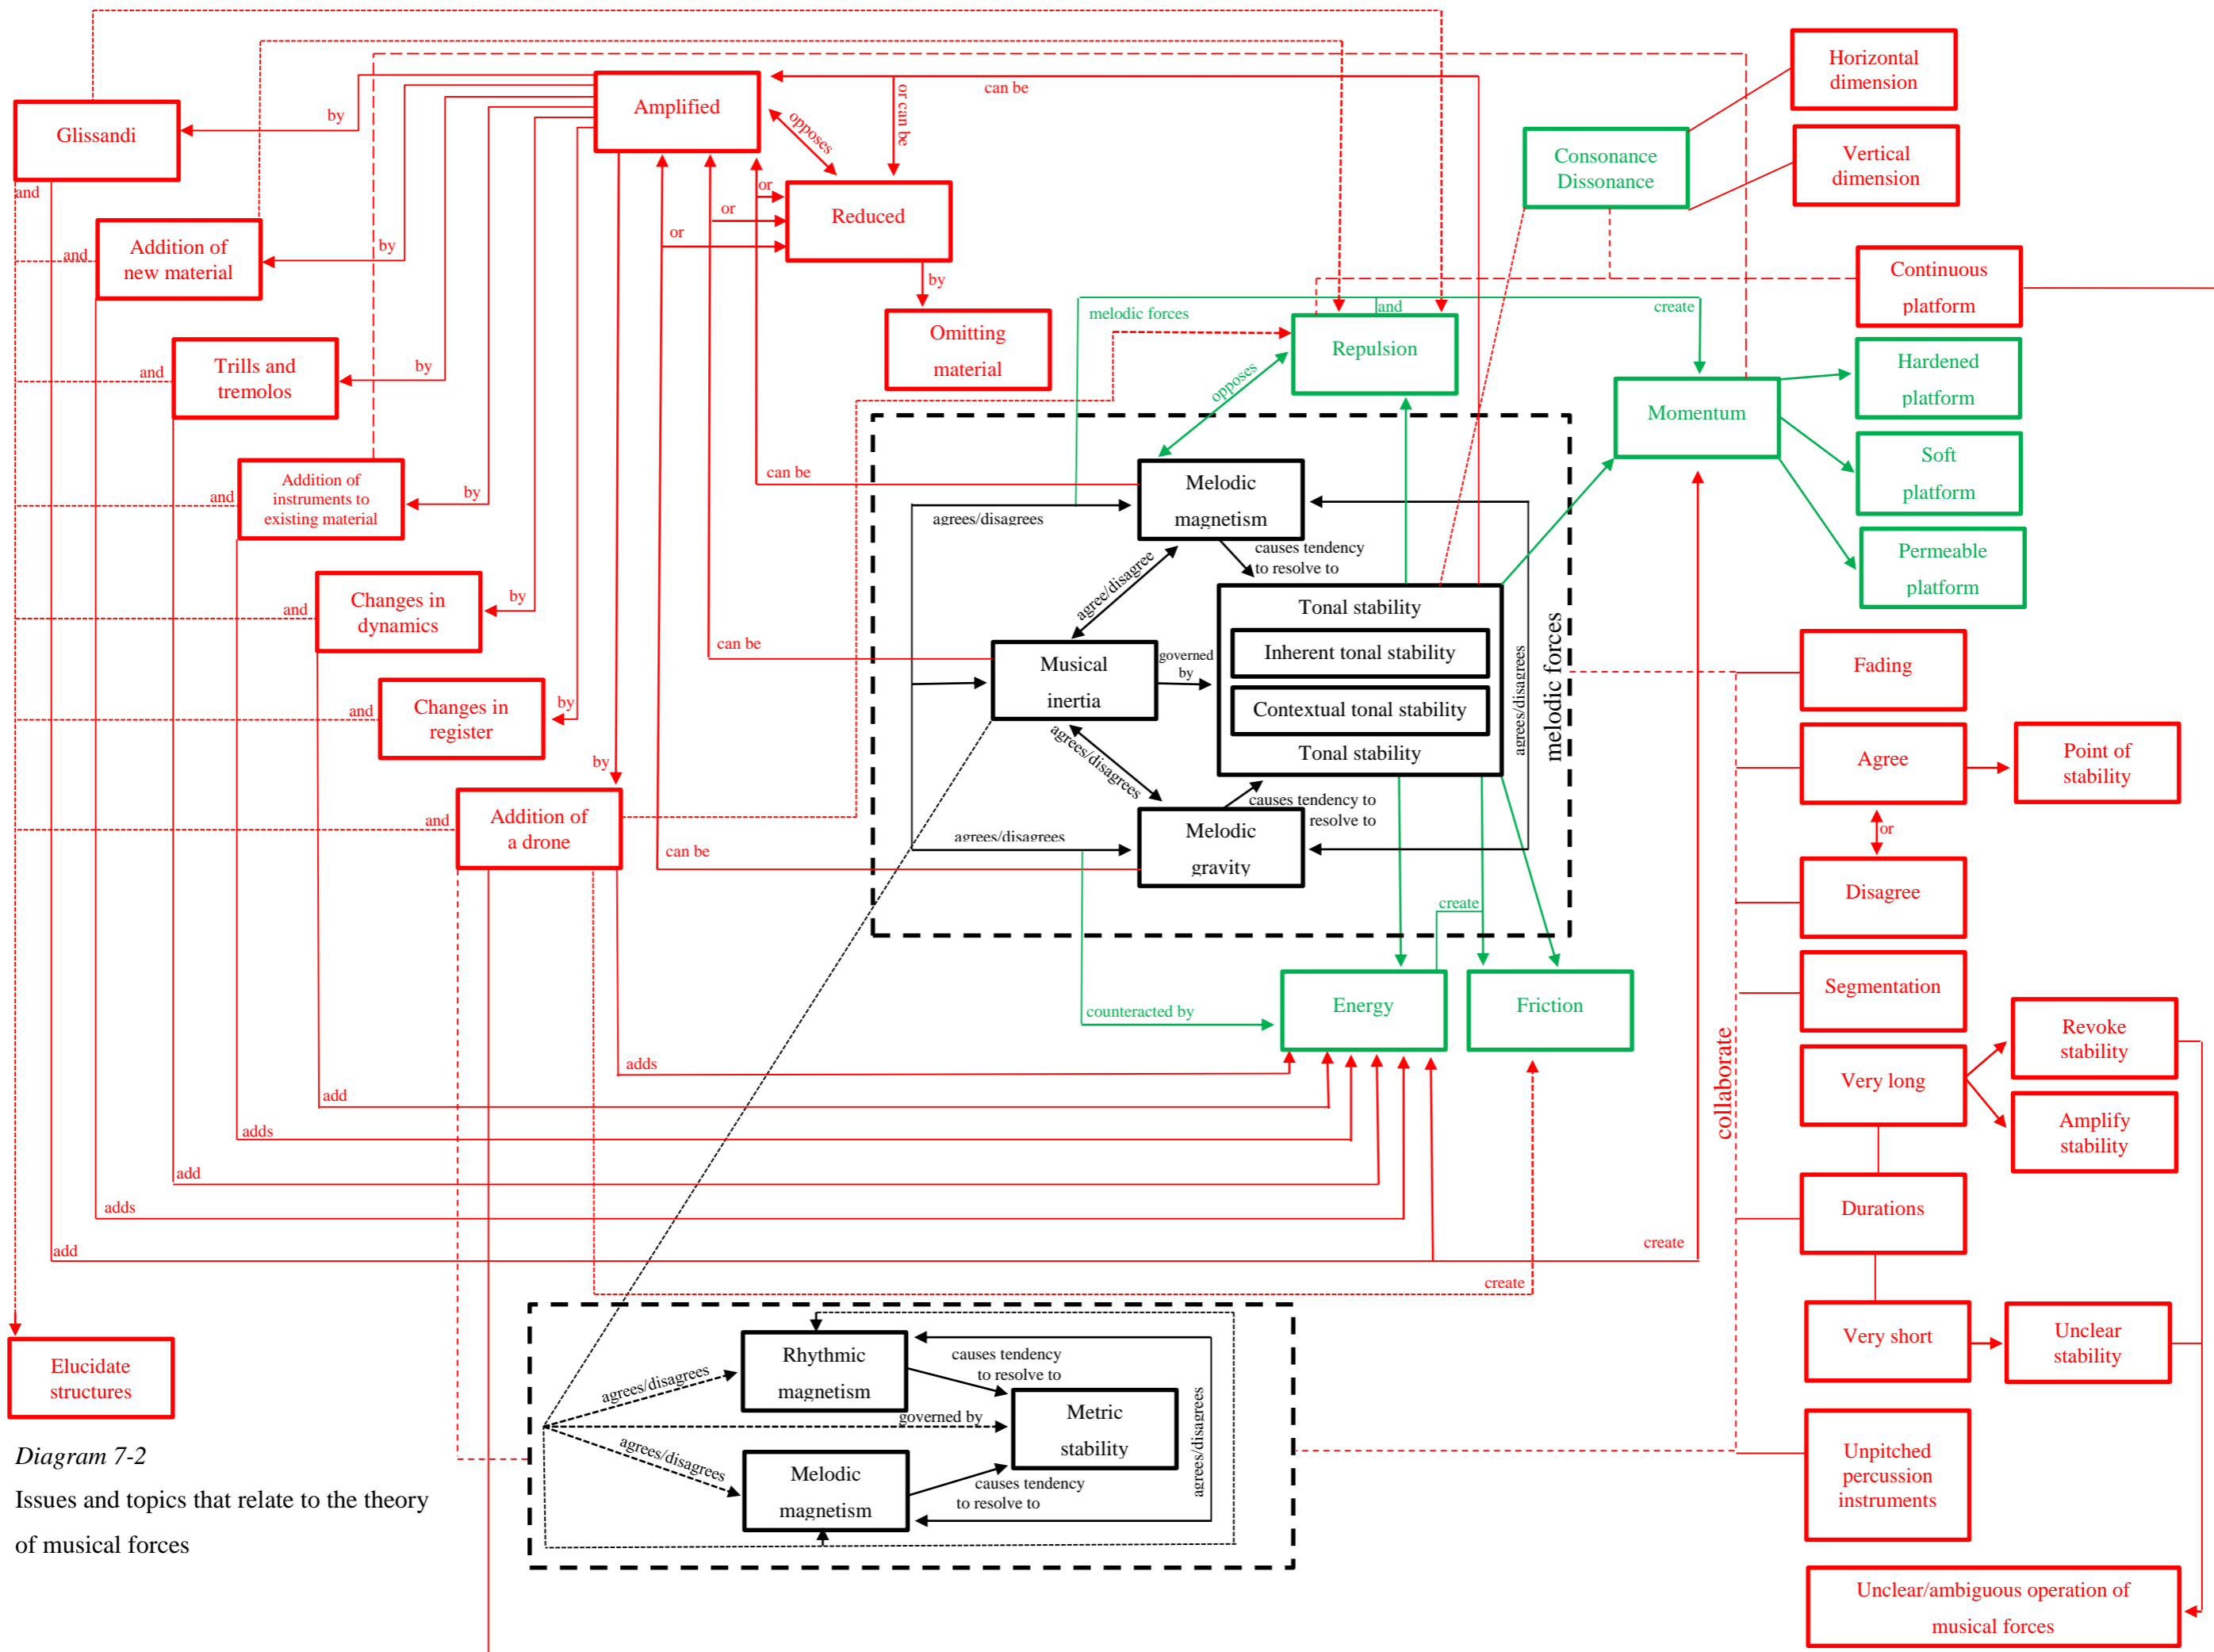 Horizontal
dimension
can be
or can be
Amplified
by
Glissandi
opposes
Consonance
Dissonance
Vertical
dimension
and
or
Reduced
or
or
Addition of
new material
and
by
by
Continuous
platform
melodic forces
and
create
Omitting
material
Repulsion
Hardened
platform
Trills and
tremolos
and
by
opposes
Momentum
Soft
platform
can be
Melodic
magnetism
Addition of
instruments to
existing material
and
by
agrees/disagrees
causes tendency
to resolve to
Permeable
platform
agree/disagree
Changes in
dynamics
and
by
Tonal stability
Inherent tonal stability
Contextual tonal stability
Tonal stability
can be
Musical
inertia
governed
by
agrees/disagrees
melodic forces
Fading
Changes in
register
and
by
agrees/disagrees
Agree
Point of
stability
by
Addition of
a drone
and
causes tendency to
resolve to
agrees/disagrees
can be
Melodic
gravity
or
Disagree
create
Segmentation
counteracted by
Energy
Friction
Revoke
stability
adds
Very long
collaborate
add
Amplify
stability
adds
add
Durations
adds
add
create
create
Elucidate
structures
Rhythmic
magnetism
causes tendency
to resolve to
Very short
Unclear
stability
agrees/disagrees
governed by
Metric
stability
agrees/disagrees
agrees/disagrees
Melodic
magnetism
causes tendency
to resolve to
Unpitched
percussion
instruments
Diagram 7-2
Issues and topics that relate to the theory
of musical forces
Unclear/ambiguous operation of
musical forces